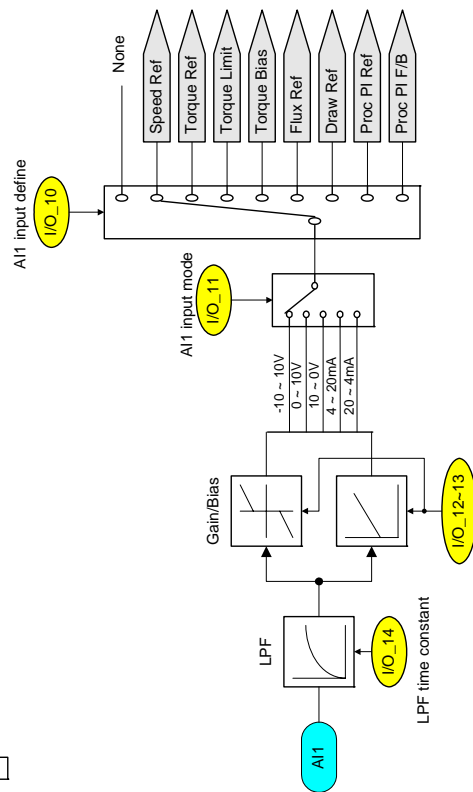 AI1
LPF
I/O_14
LPF time constant
Gain/Bias
I/O_12~13
-10 ~ 10V
0 ~ 10V
10 ~ 0V
4 ~ 20mA
20 ~ 4mA
AI1 input mode
I/O_11
AI1 input define
I/O_10
None
Speed Ref
Torque Ref
Torque Limit
Torque Bias
Flux Ref
Draw Ref
Proc PI Ref
Proc PI F/B